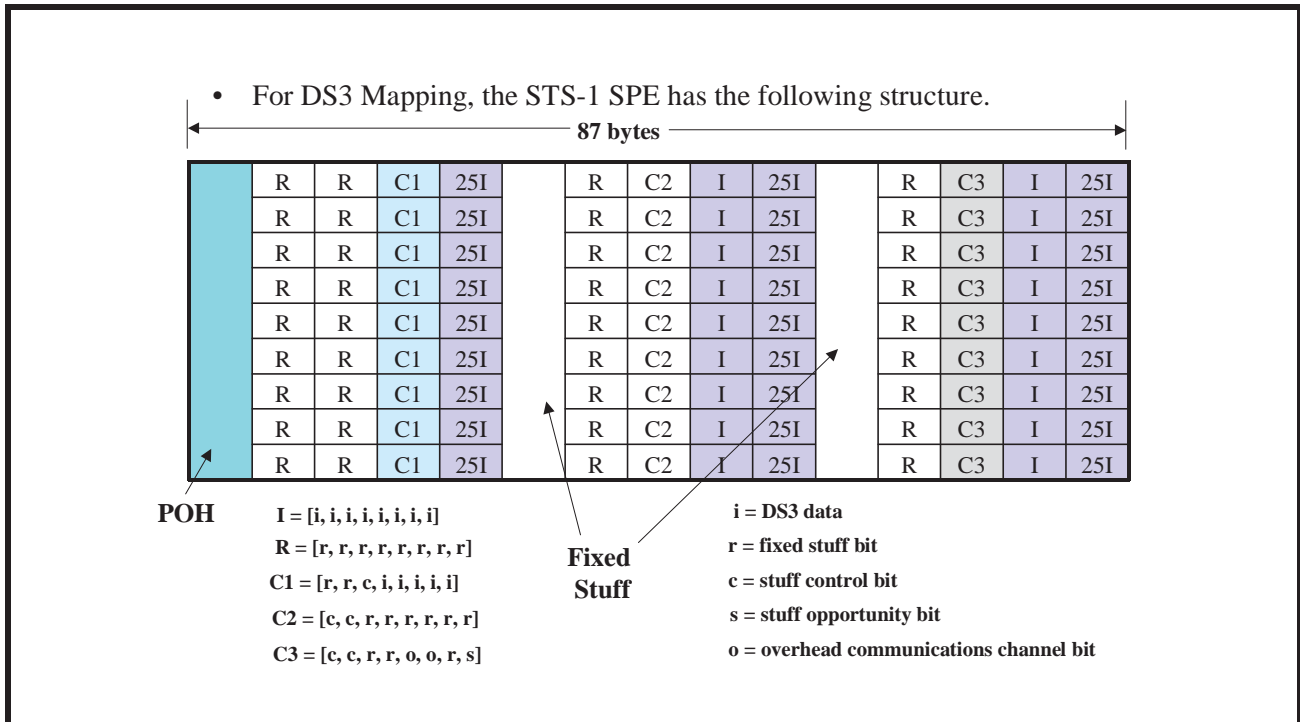 • For DS3 Mapping, the STS-1 SPE has the following structure.
87 bytes
R R C1 25I R C2 I 25I R C3 I 25I
R R C1 25I R C2 I 25I R C3 I 25I
R R C1 25I R C2 I 25I R C3 I 25I
R R C1 25I R C2 I 25I R C3 I 25I
R R C1 25I R C2 I 25I R C3 I 25I
R R C1 25I R C2 I 25I R C3 I 25I
R R C1 25I R C2 I 25I R C3 I 25I
R R C1 25I R C2 I 25I R C3 I 25I
R R C1 25I R C2 I 25I R C3 I 25I
POH
I = [i, i, i, i, i, i, i, i]
R = [r, r, r, r, r, r, r, r]
C1 = [r, r, c, i, i, i, i, i]
C2 = [c, c, r, r, r, r, r, r]
C3 = [c, c, r, r, o, o, r, s]
Fixed
Stuff
i = DS3 data
r = fixed stuff bit
c = stuff control bit
s = stuff opportunity bit
o = overhead communications channel bit